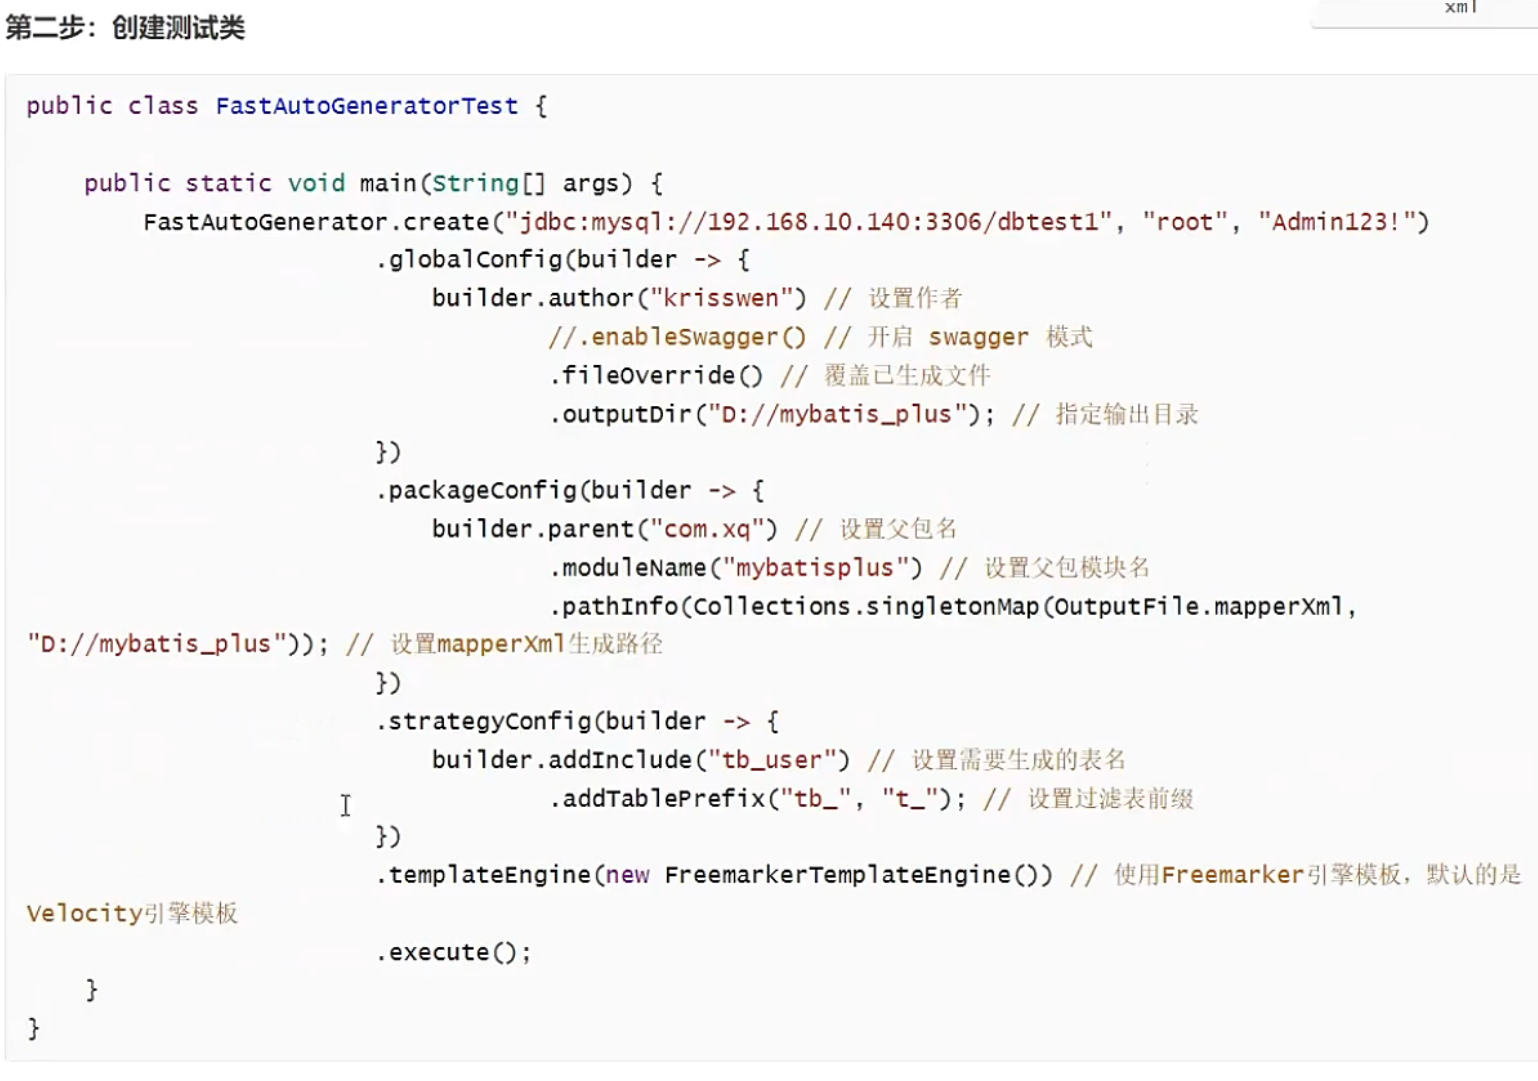 xml
第二步：创建测试类
public class FastAutoGeneratorTest {
public static void main(String[] args) {
FastAutoGenerator.create("jdbc:mysql://192.168.10.140:3306/dbtest1", "root", "Admin123!")
.globalConfig(builder -> {
builder.author("krisswen") // 设置作者
//.enableSwagger() // 开启 swagger 模式
.fileOverride() // 覆盖已生成文件
.outputDir("D://mybatis_plus"); // 指定输出目录
})
.packageConfig(builder -> {
builder.parent("com.xq") // 设置父包名
.moduleName("mybatisplus") // 设置父包模块名
.pathInfo(Collections.singletonMap(OutputFile.mapperXml,
"D://mybatis_plus")); // 设置mapperXml生成路径
})
.strategyConfig(builder -> {
builder.addInclude("tb_user") // 设置需要生成的表名
.addTablePrefix("tb_", "t_"); // 设置过滤表前缀
})
.templateEngine(new FreemarkerTemplateEngine()) // 使用Freemarker引擎模板，默认的是
Velocity引擎模板
.execute();
}
}